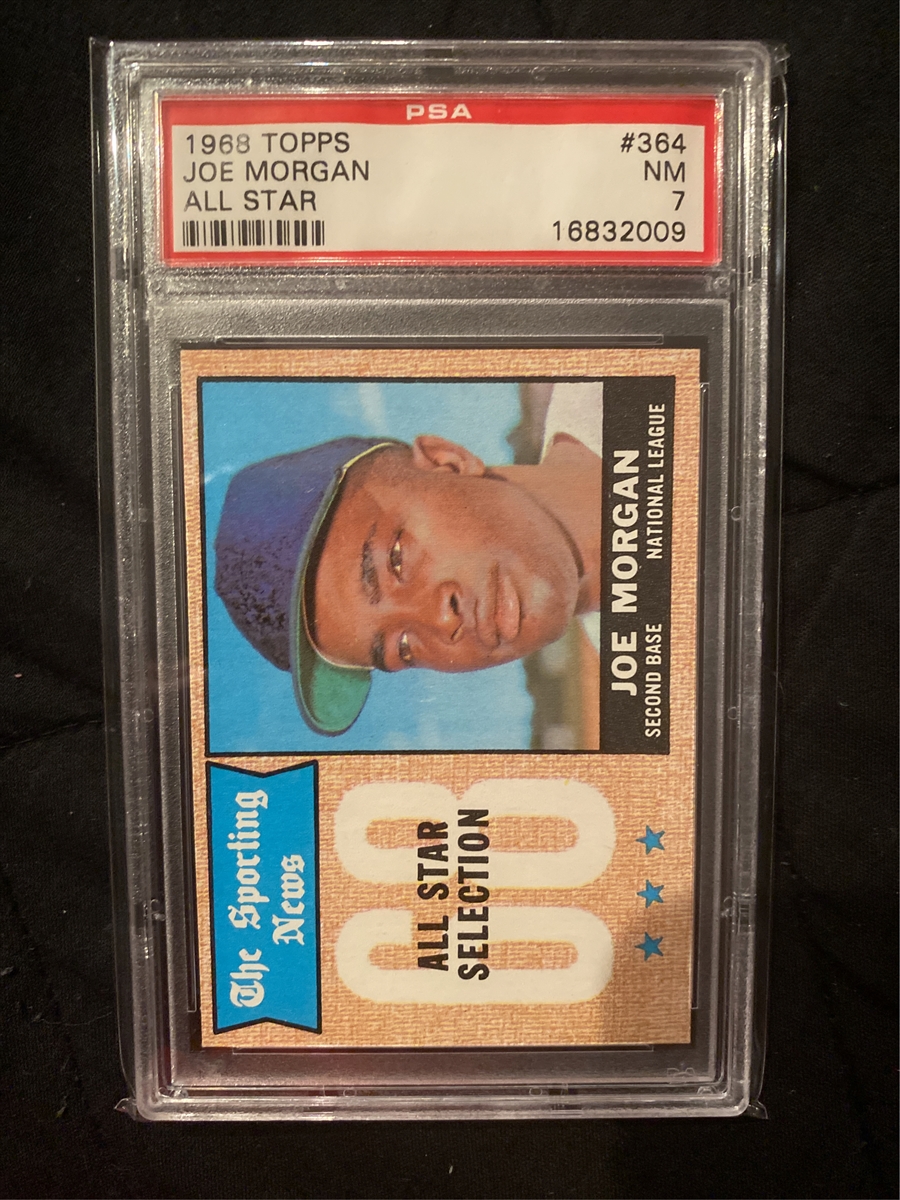 PSA
1968 TOPPS #364
JOE MORGAN NM
ALL STAR 7
16832009
The Sporting
News
68
ALL STAR
SELECTION
JOE MORGAN
SECOND BASE NATIONAL LEAGUE